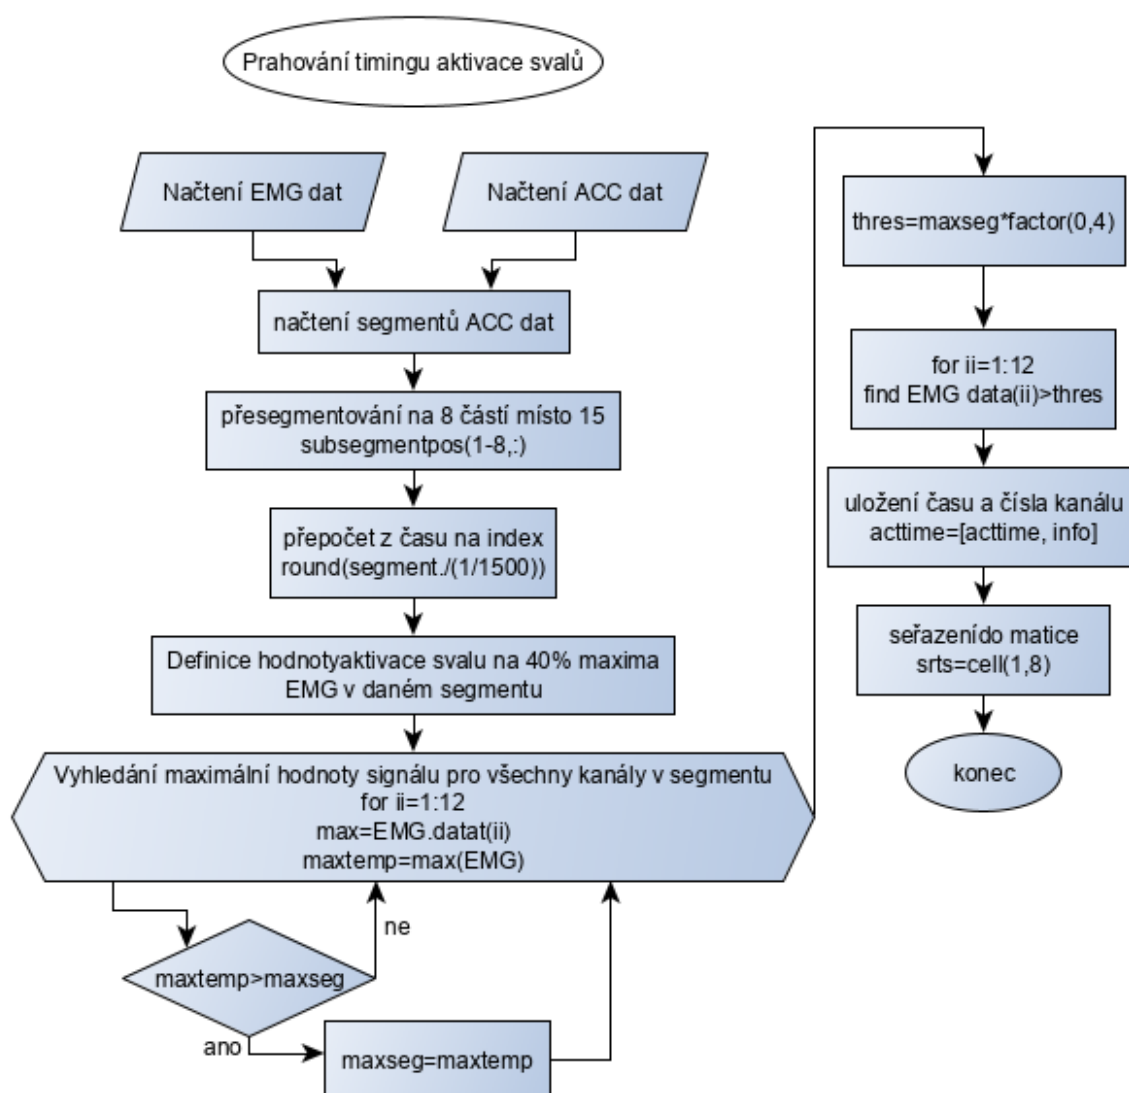 Prahování timingu aktivace svalů
Načtení EMG dat
Načtení ACC dat
načtení segmentů ACC dat
přesegmentování na 8 částí místo 15
subsegmentpos(1-8,:)
přepočet z času na index
round(segment./(1/1500))
Definice hodnotyaktivace svalu na 40% maxima
EMG v daném segmentu
Vyhledání maximální hodnoty signálu pro všechny kanály v segmentu
for ii=1:12
max=EMG.datat(ii)
maxtemp=max(EMG)
ne
maxtemp>maxseg
ano
maxseg=maxtemp
thres=maxseg*factor(0,4)
for ii=1:12
find EMG data(ii)>thres
uložení času a čísla kanálu
acttime=[acttime, info]
seřazenído matice
srts=cell(1,8)
konec